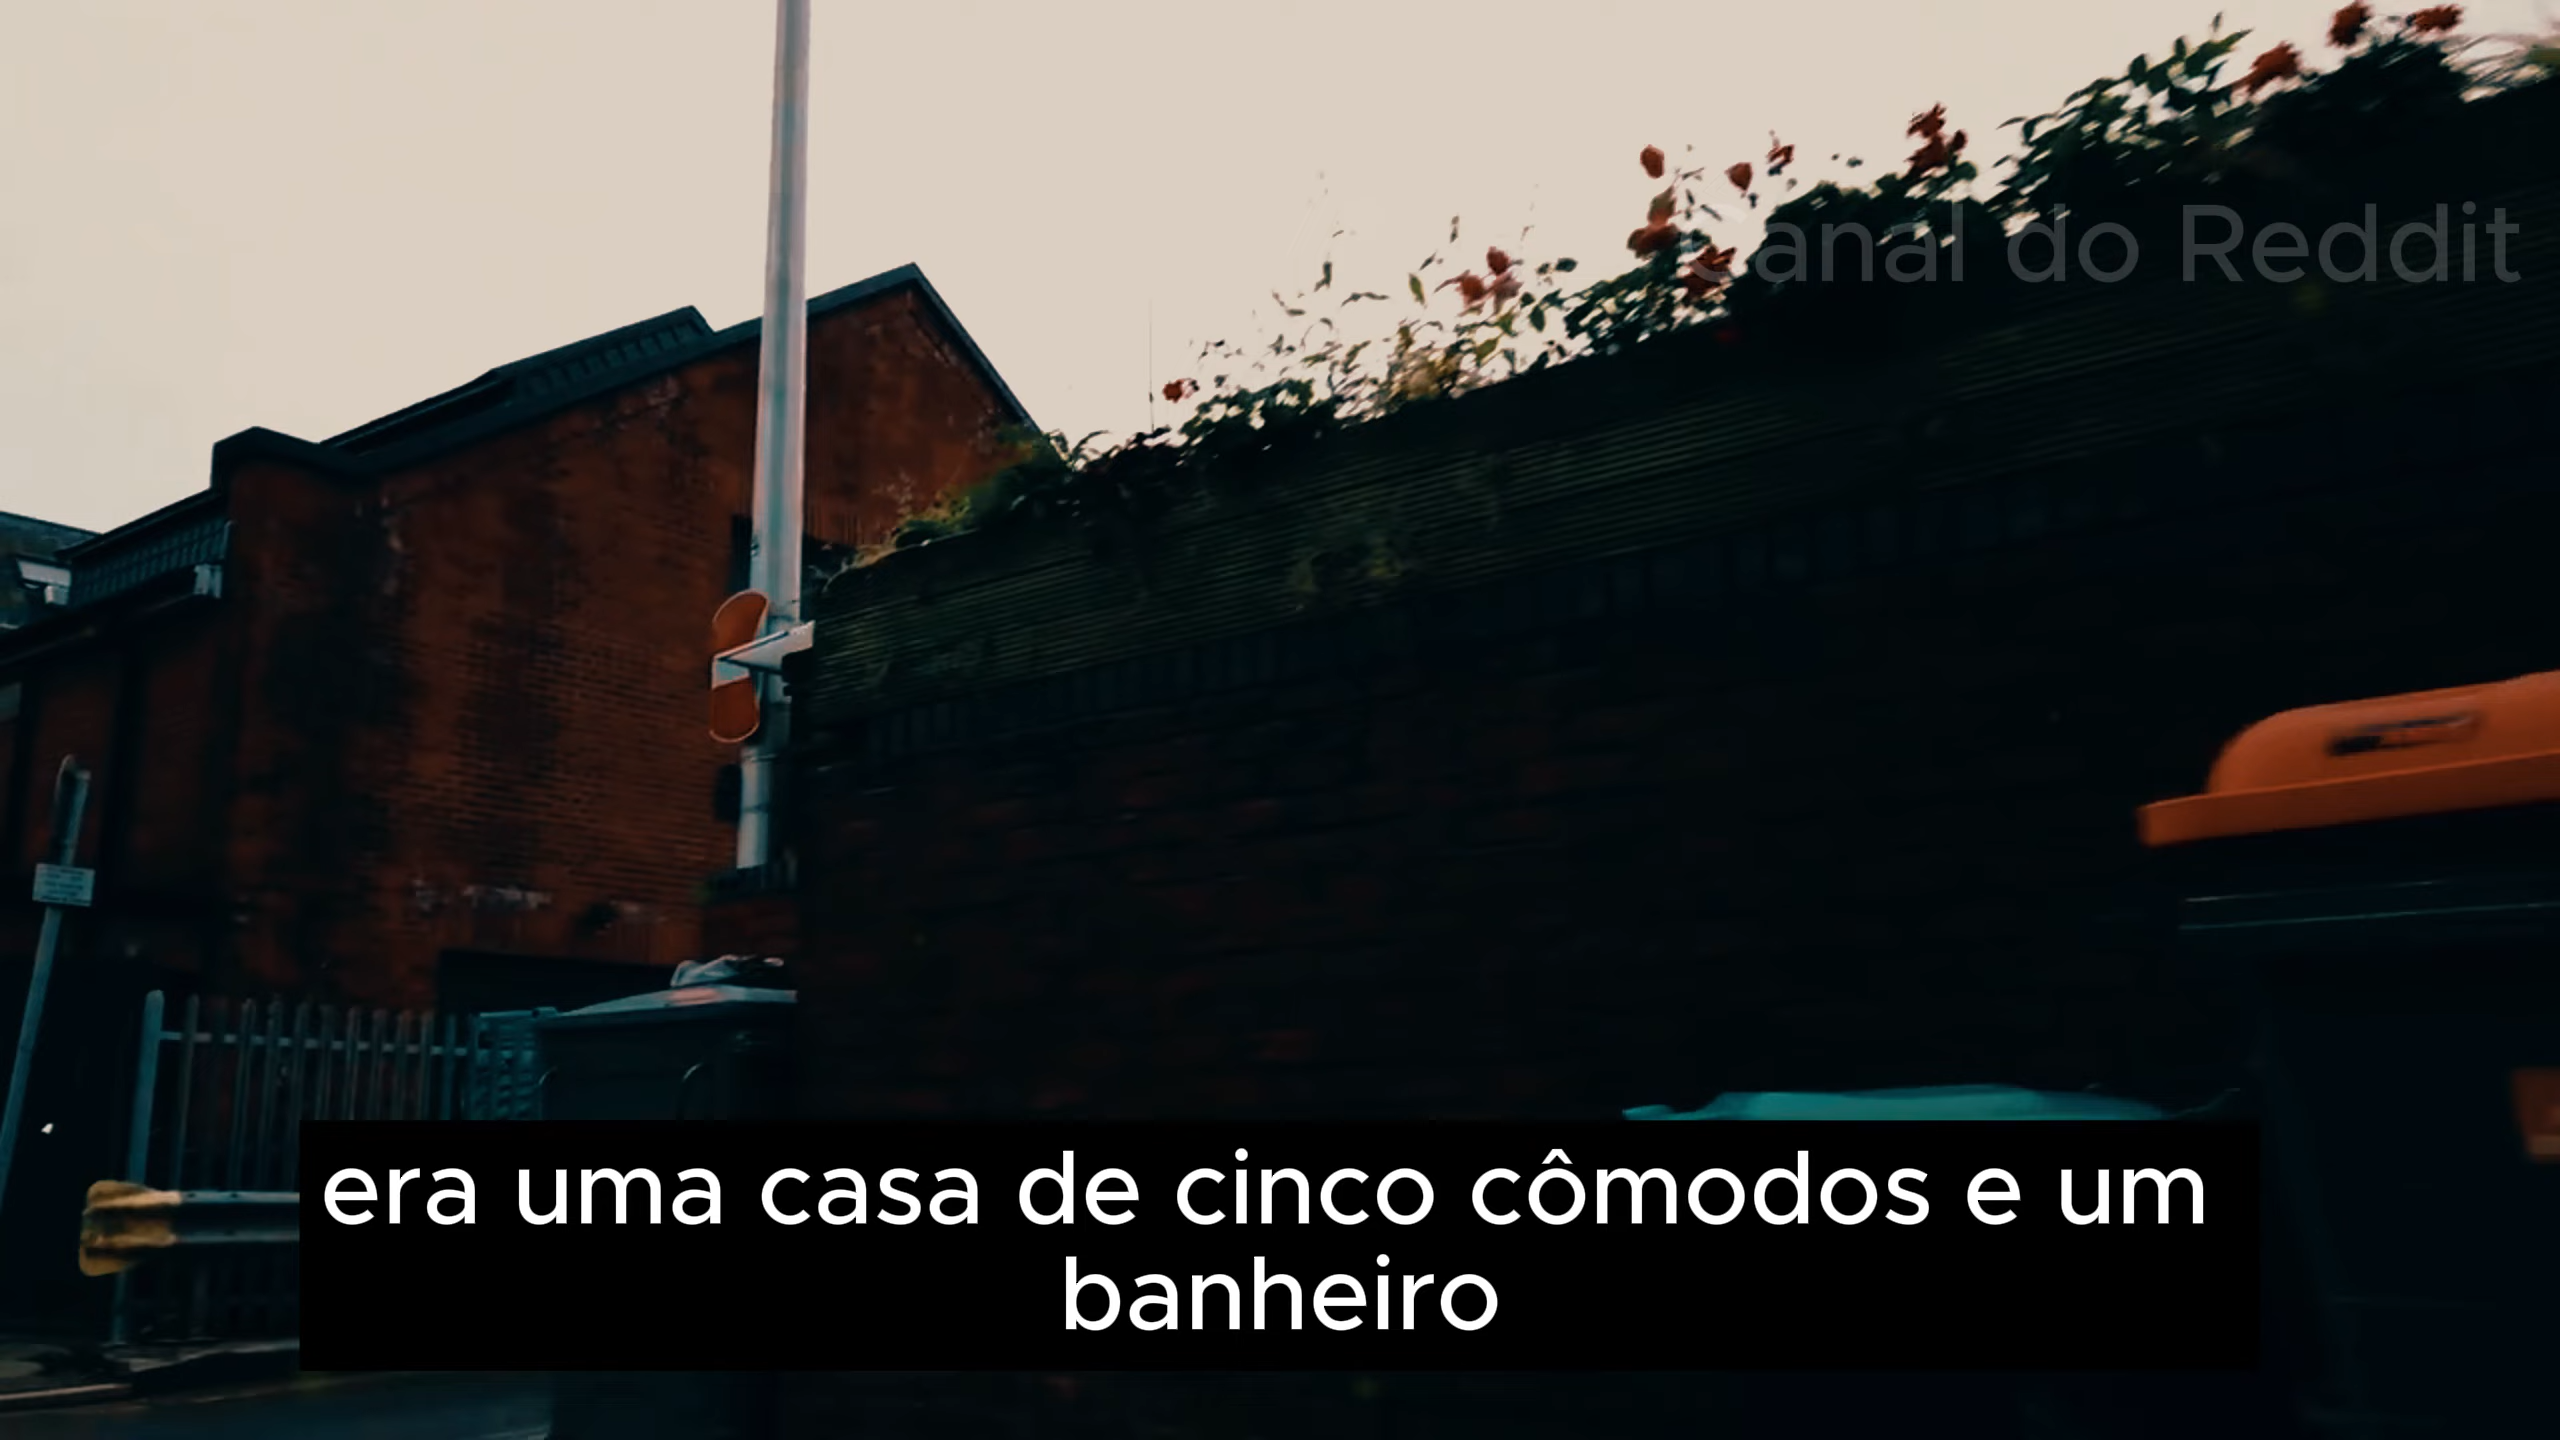 Canal do Reddit
era uma casa de cinco cômodos e um
banheiro